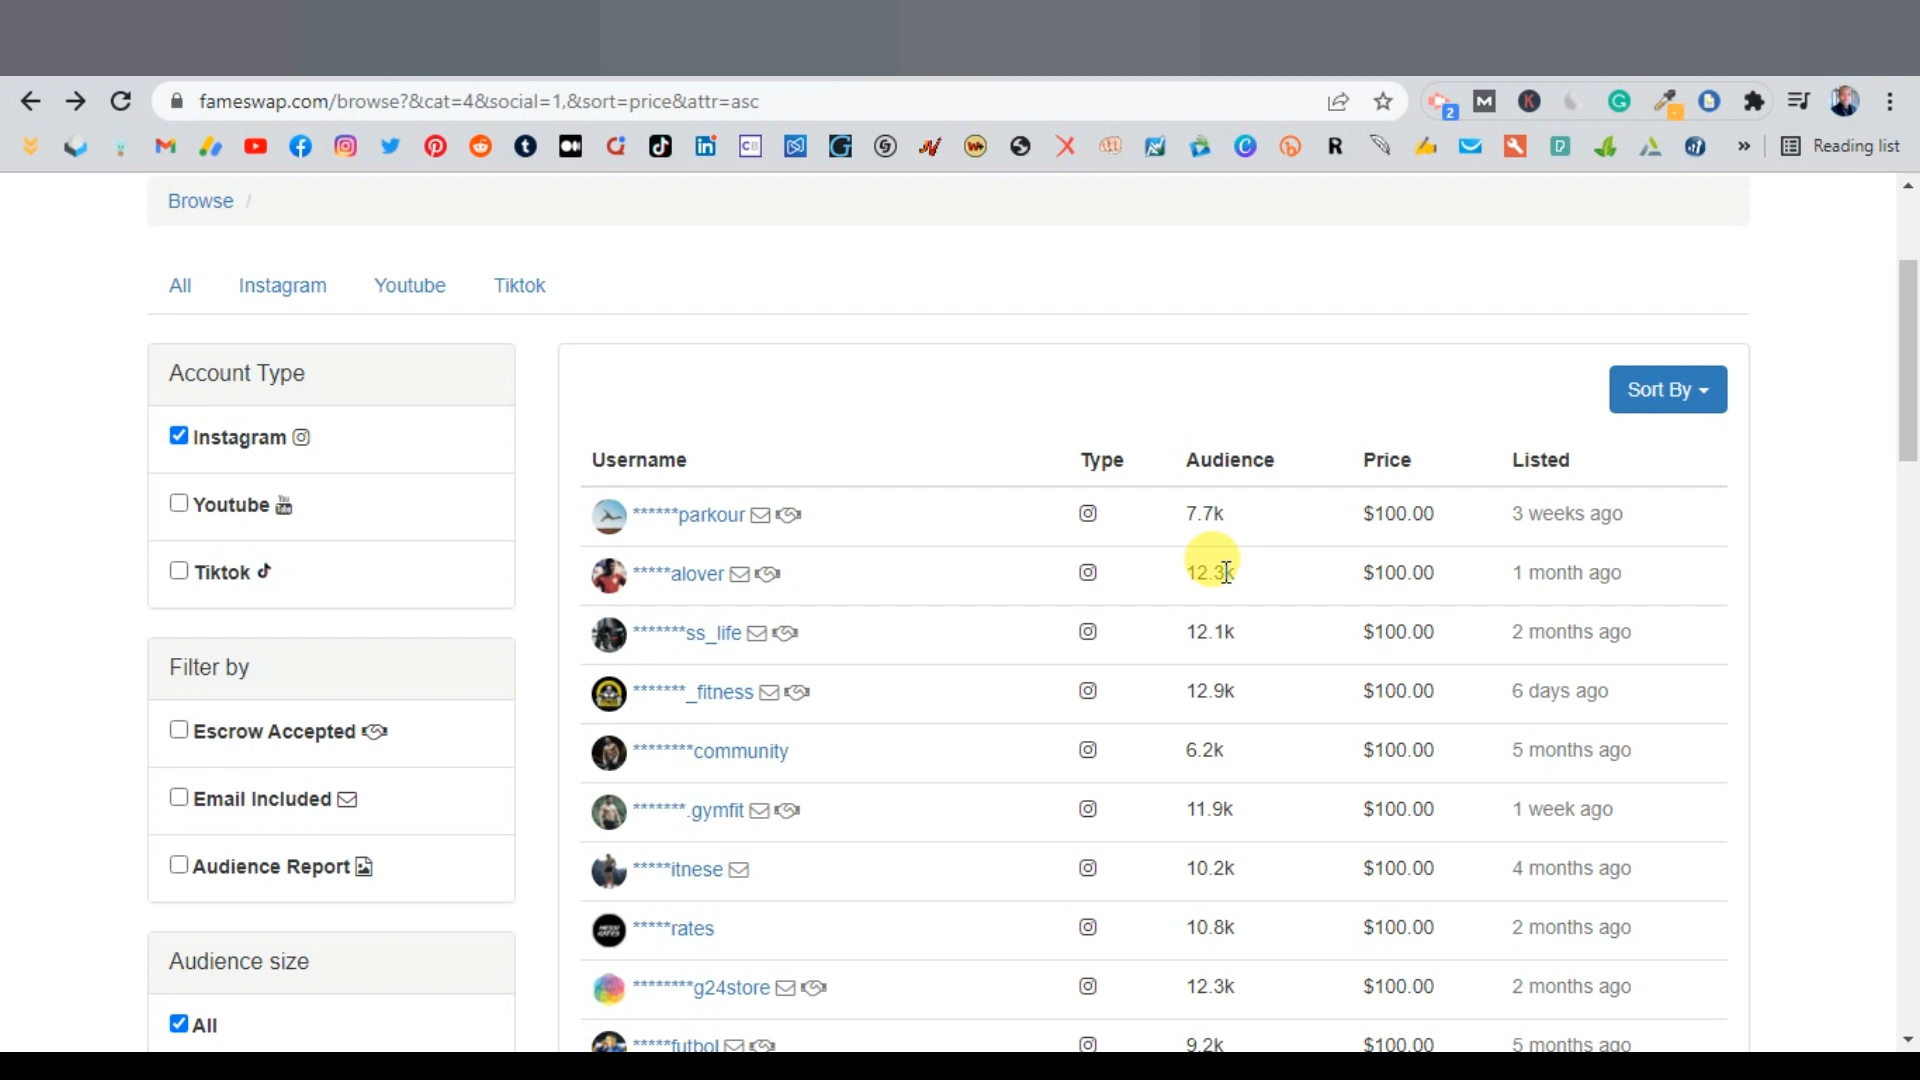 fameswap.com/browse?&cat=4&social=1,&sort=price&attr=asc
2
Reading list
Browse /
All Instagram Youtube Tiktok
Account Type
Instagram
Youtube
Tiktok
Filter by
Escrow Accepted
Email Included
Audience Report
Audience size
All
Sort By
Username Type Audience Price Listed
******parkour 7.7k $100.00 3 weeks ago
*****alover 12.3k $100.00 1 month ago
*******ss_life 12.1k $100.00 2 months ago
*******_fitness 12.9k $100.00 6 days ago
********community 6.2k $100.00 5 months ago
*******.gymfit 11.9k $100.00 1 week ago
*****itnese 10.2k $100.00 4 months ago
*****rates 10.8k $100.00 2 months ago
********g24store 12.3k $100.00 2 months ago
*****futbol 9.2k $100.00 5 months ago